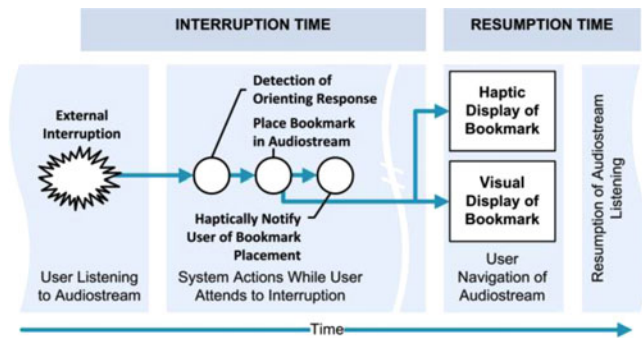 INTERRUPTION TIME
RESUMPTION TIME
External
Interruption
Detection of
Orienting Response
Place Bookmark
in Audiostream
Haptically Notify
User of Bookmark
Placement
Haptic
Display of
Bookmark
Visual
Display of
Bookmark
Resumption of Audiostream
Listening
User Listening
to Audiostream
System Actions While User
Attends to Interruption
User
Navigation of
Audiostream
Time